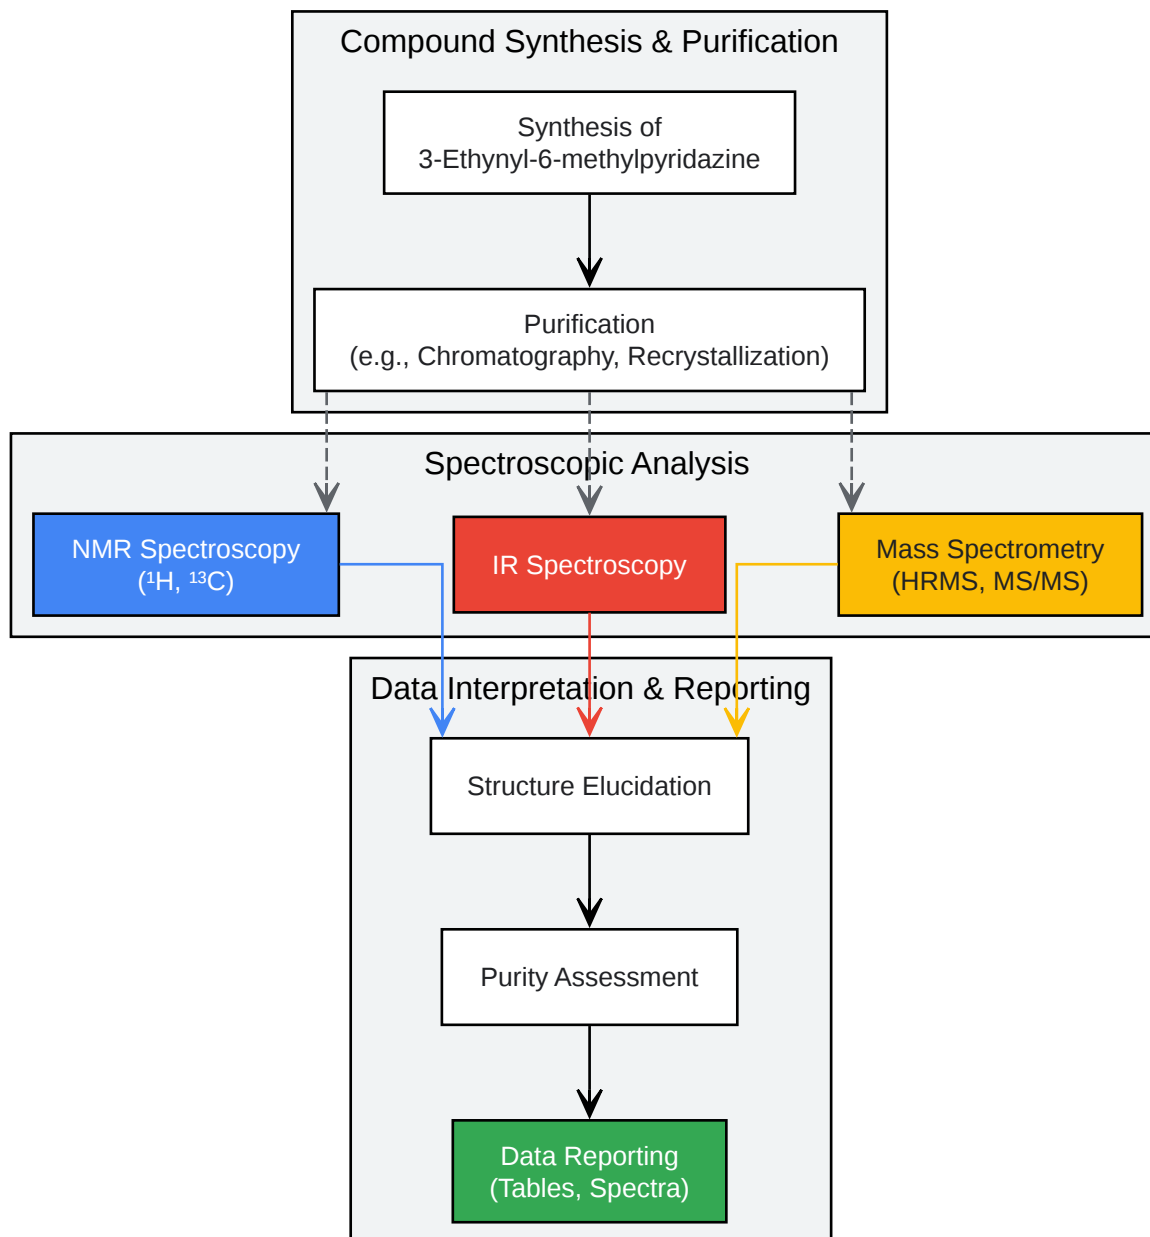 Compound Synthesis & Purification
Synthesis of
3-Ethynyl-6-methylpyridazine
Purification
(e.g., Chromatography, Recrystallization)
Spectroscopic Analysis
NMR Spectroscopy
(¹H, ¹³C)
IR Spectroscopy
Mass Spectrometry
(HRMS, MS/MS)
Data Interpretation & Reporting
Structure Elucidation
Purity Assessment
Data Reporting
(Tables, Spectra)